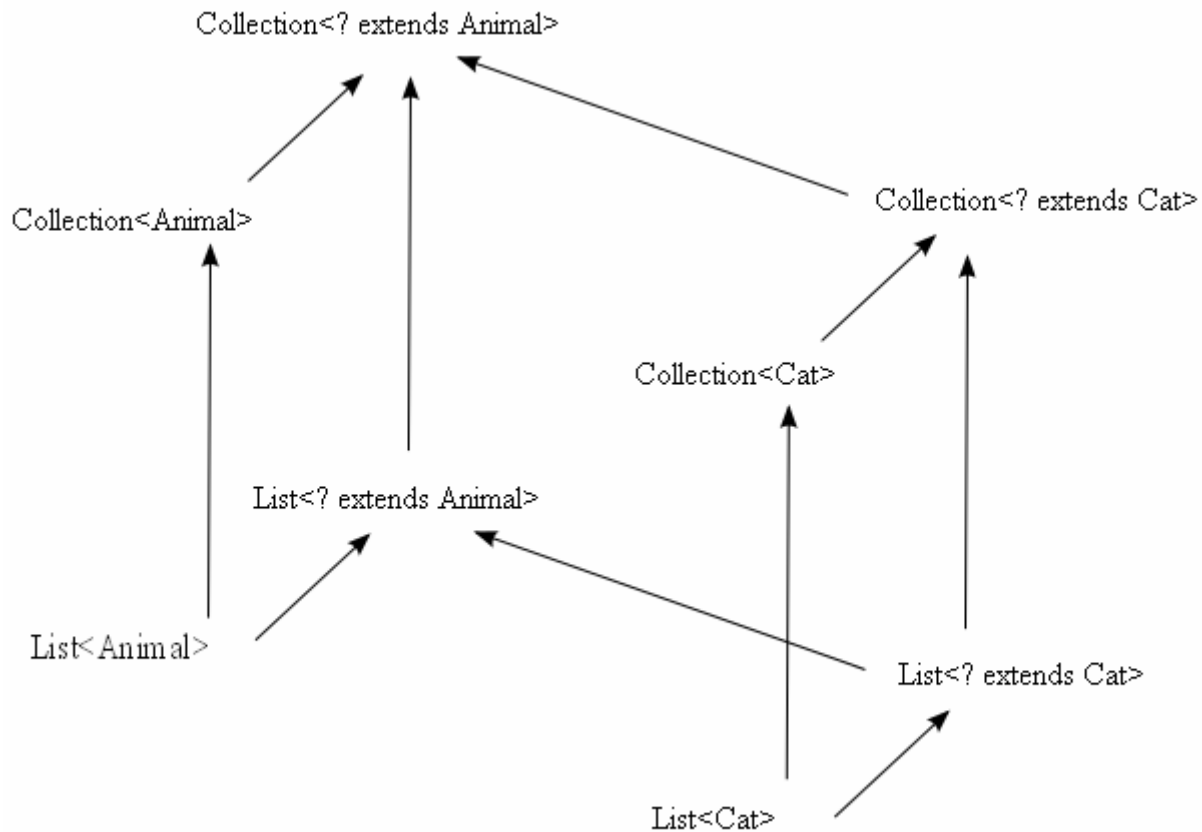 Collection<? extends Animal>
Collection<? extends Cat>
Collection<Animal>
Collection<Cat>
List<? extends Animal>
List<Animal>
List<? extends Cat>
List<Cat>